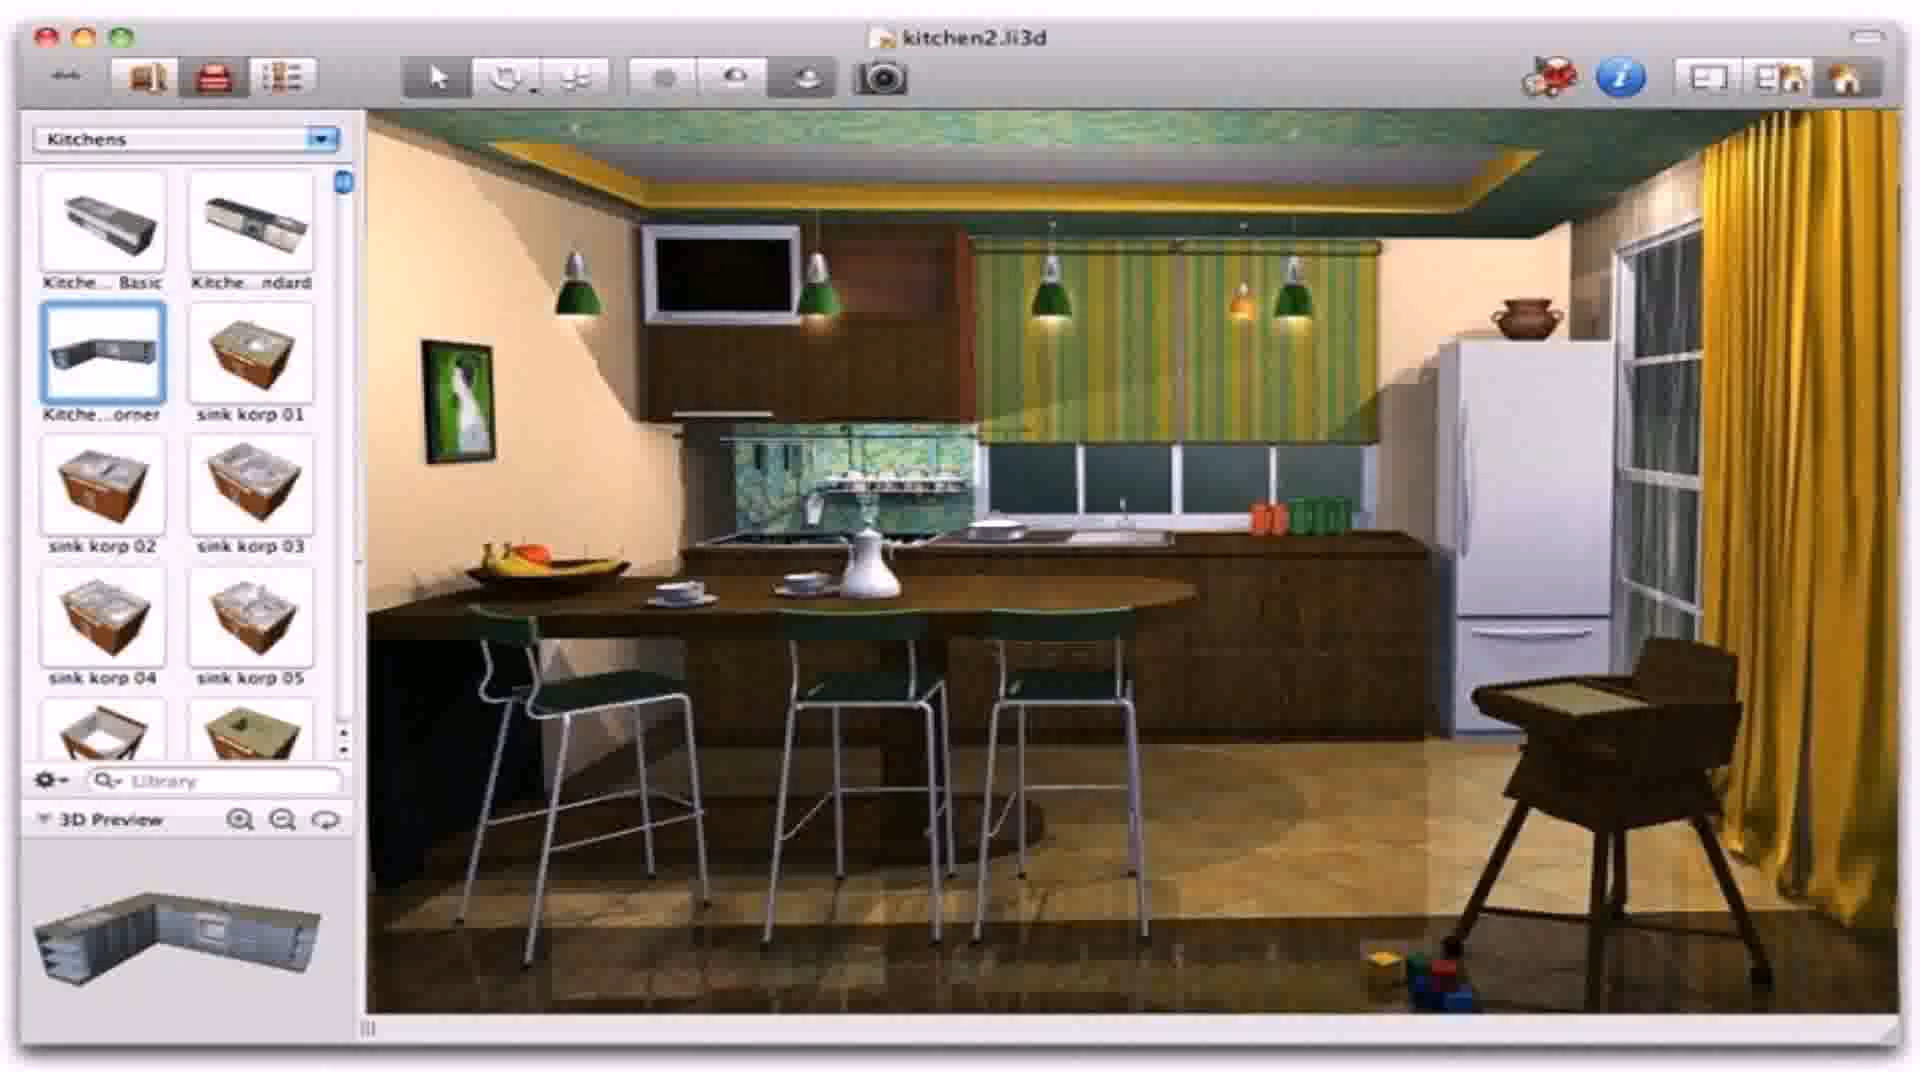 kitchen2.li3d
Kitchens
Kitche... Basic
Kitche...ndard
Kitche...orner
sink korp 01
sink korp 02
sink korp 03
sink korp 04
sink korp 05
Library
3D Preview